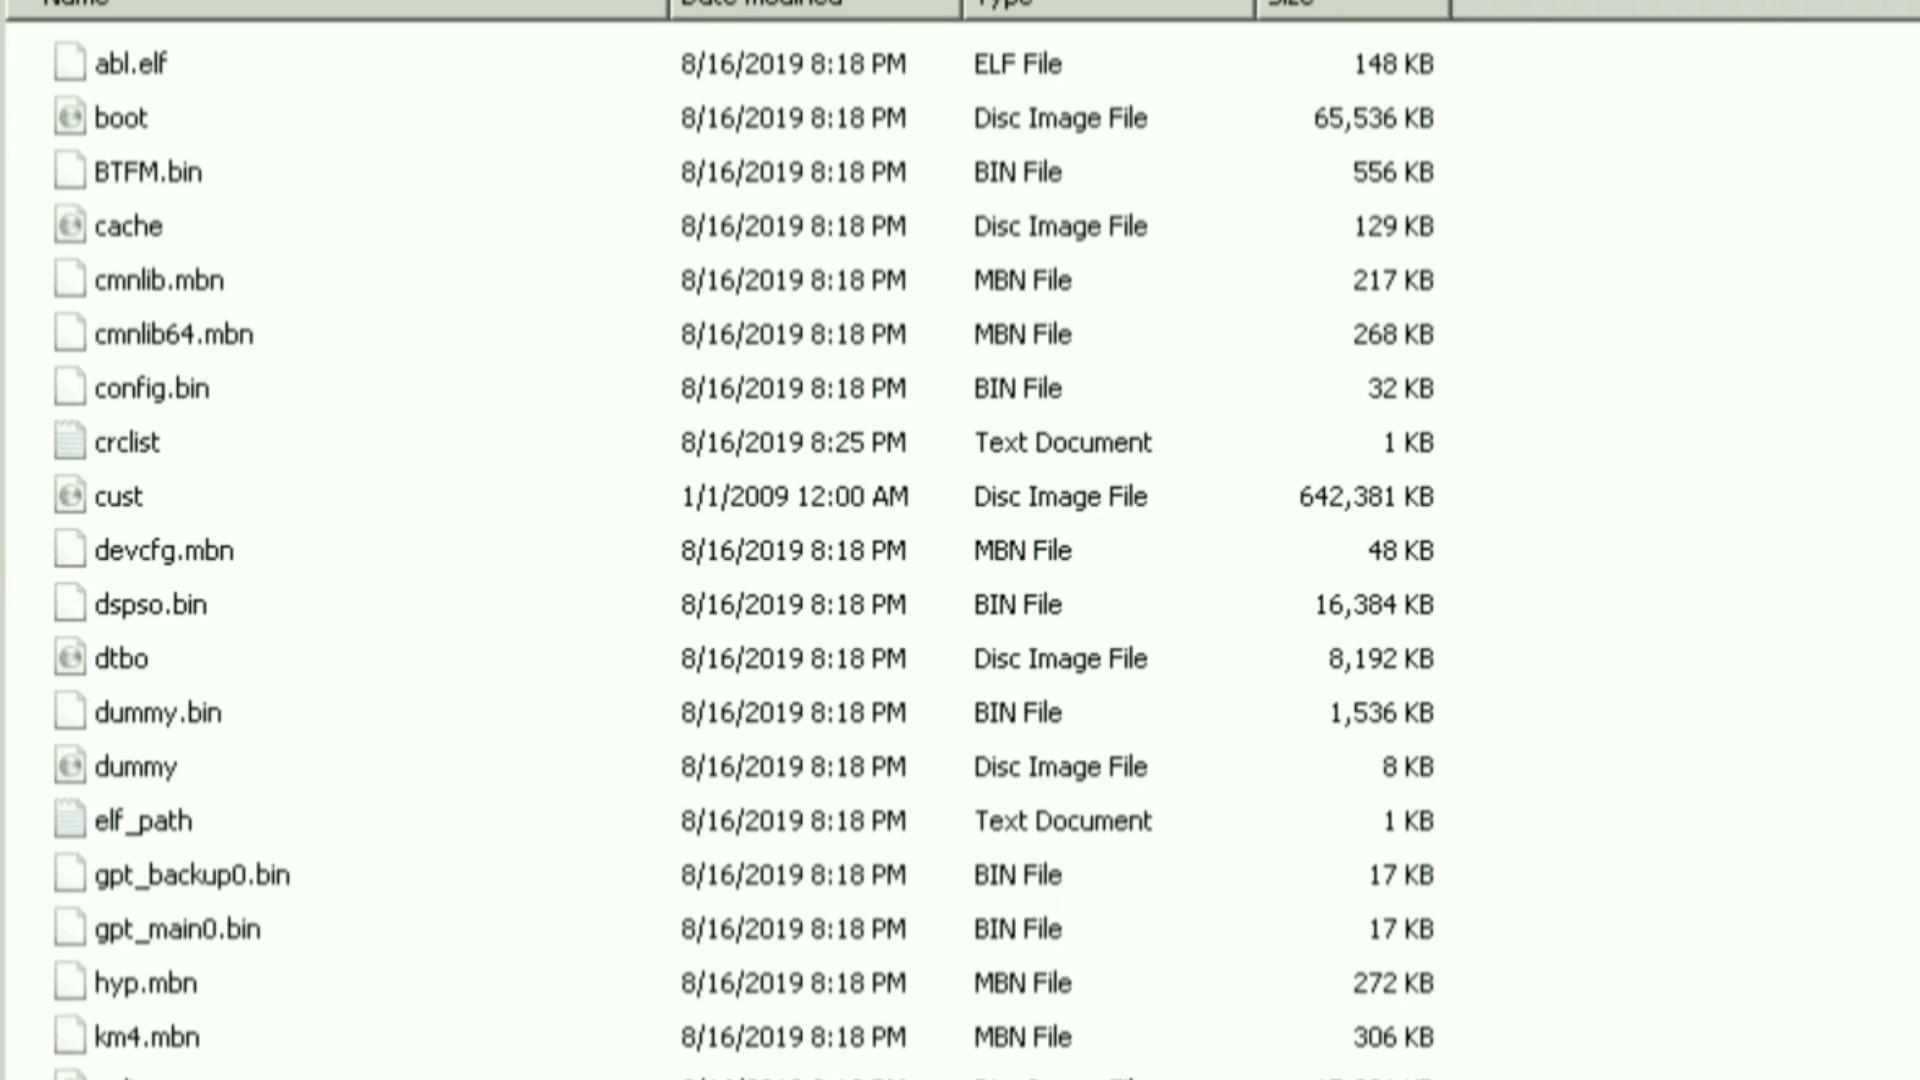 Name Date modified Type Size
abl.elf 8/16/2019 8:18 PM ELF File 148 KB
boot 8/16/2019 8:18 PM Disc Image File 65,536 KB
BTFM.bin 8/16/2019 8:18 PM BIN File 556 KB
cache 8/16/2019 8:18 PM Disc Image File 129 KB
cmnlib.mbn 8/16/2019 8:18 PM MBN File 217 KB
cmnlib64.mbn 8/16/2019 8:18 PM MBN File 268 KB
config.bin 8/16/2019 8:18 PM BIN File 32 KB
crclist 8/16/2019 8:25 PM Text Document 1 KB
cust 1/1/2009 12:00 AM Disc Image File 642,381 KB
devcfg.mbn 8/16/2019 8:18 PM MBN File 48 KB
dspso.bin 8/16/2019 8:18 PM BIN File 16,384 KB
dtbo 8/16/2019 8:18 PM Disc Image File 8,192 KB
dummy.bin 8/16/2019 8:18 PM BIN File 1,536 KB
dummy 8/16/2019 8:18 PM Disc Image File 8 KB
elf_path 8/16/2019 8:18 PM Text Document 1 KB
gpt_backup0.bin 8/16/2019 8:18 PM BIN File 17 KB
gpt_main0.bin 8/16/2019 8:18 PM BIN File 17 KB
hyp.mbn 8/16/2019 8:18 PM MBN File 272 KB
km4.mbn 8/16/2019 8:18 PM MBN File 306 KB